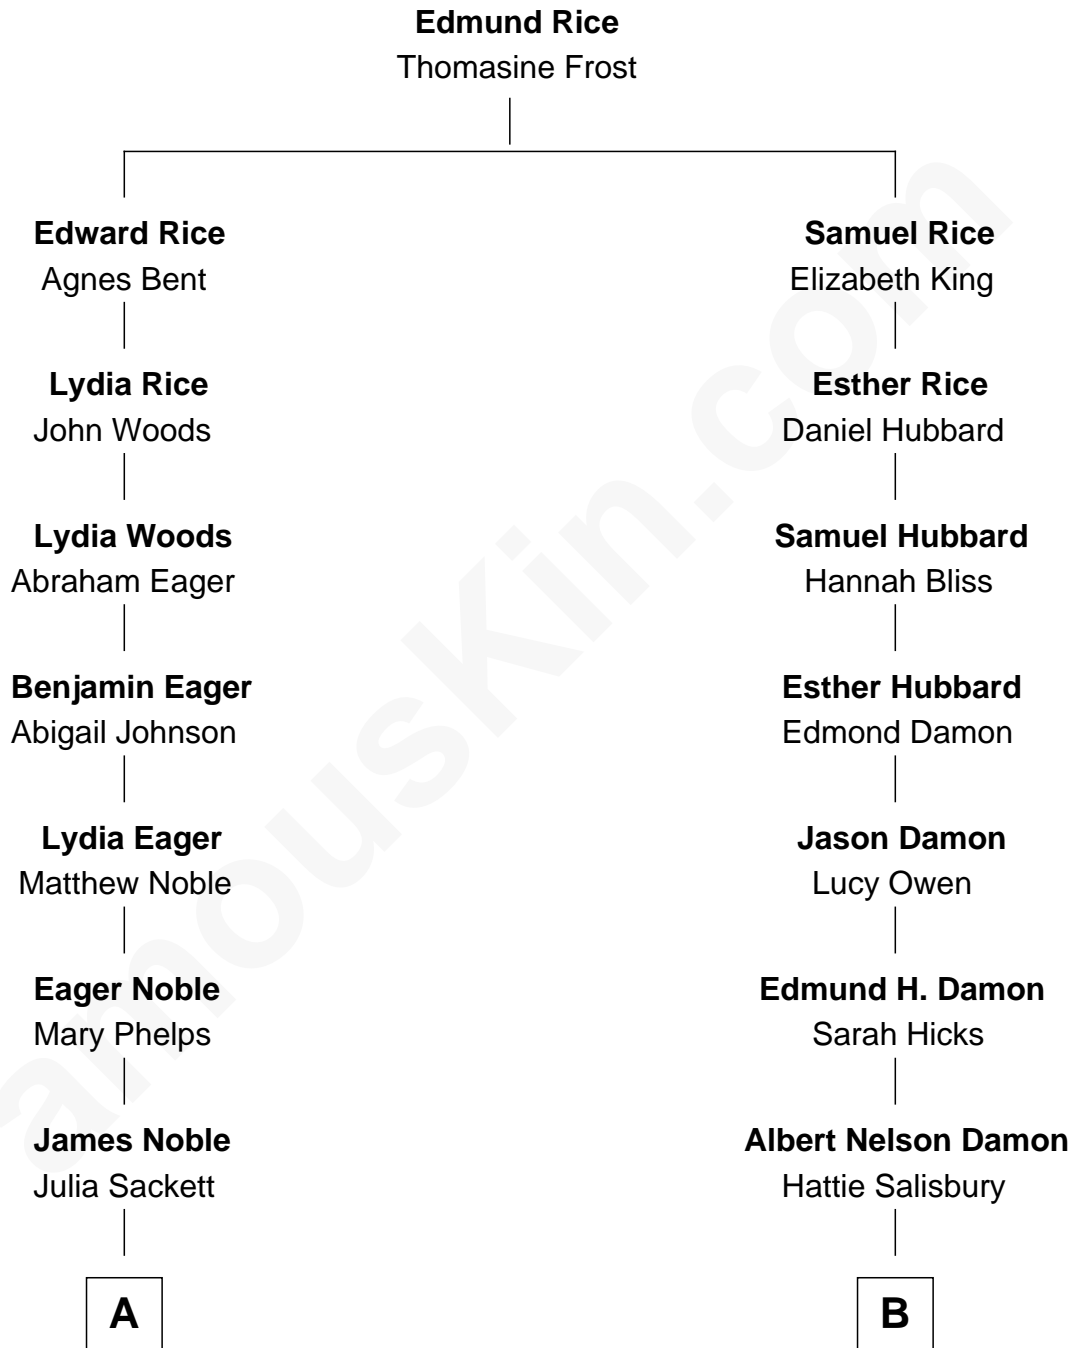 Edmund Rice
Thomasine Frost
Edward Rice
Agnes Bent
Samuel Rice
Elizabeth King
Lydia Rice
John Woods
Esther Rice
Daniel Hubbard
Lydia Woods
Abraham Eager
Samuel Hubbard
Hannah Bliss
Benjamin Eager
Abigail Johnson
Esther Hubbard
Edmond Damon
Lydia Eager
Matthew Noble
Jason Damon
Lucy Owen
Eager Noble
Mary Phelps
Edmund H. Damon
Sarah Hicks
James Noble
Julia Sackett
Albert Nelson Damon
Hattie Salisbury
A
B
amousKin.com